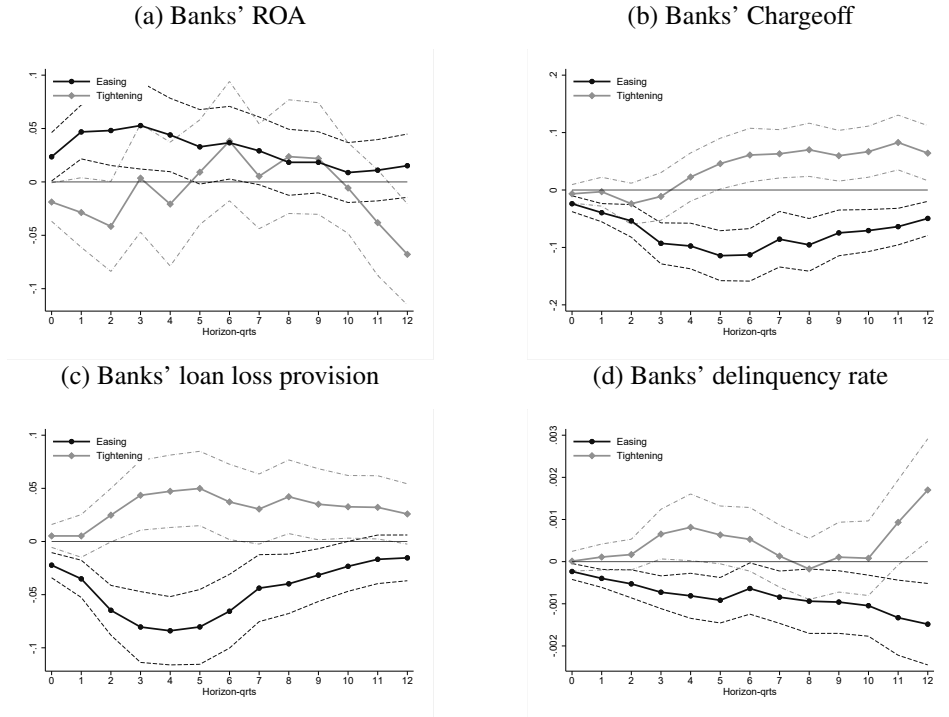 (a) Banks’ ROA
.1
.05
0
-.05
-.1
Easing
Tightening
0 1 2 3 4 5 6 7 8 9 10 11 12
Horizon-qrts
(b) Banks’ Chargeoff
.2
.1
0
-.1
-.2
Easing
Tightening
0 1 2 3 4 5 6 7 8 9 10 11 12
Horizon-qrts
(c) Banks’ loan loss provision
.1
.05
0
-.05
-.1
Easing
Tightening
0 1 2 3 4 5 6 7 8 9 10 11 12
Horizon-qrts
(d) Banks’ delinquency rate
.003
.002
.001
0
-.001
-.002
Easing
Tightening
0 1 2 3 4 5 6 7 8 9 10 11 12
Horizon-qrts